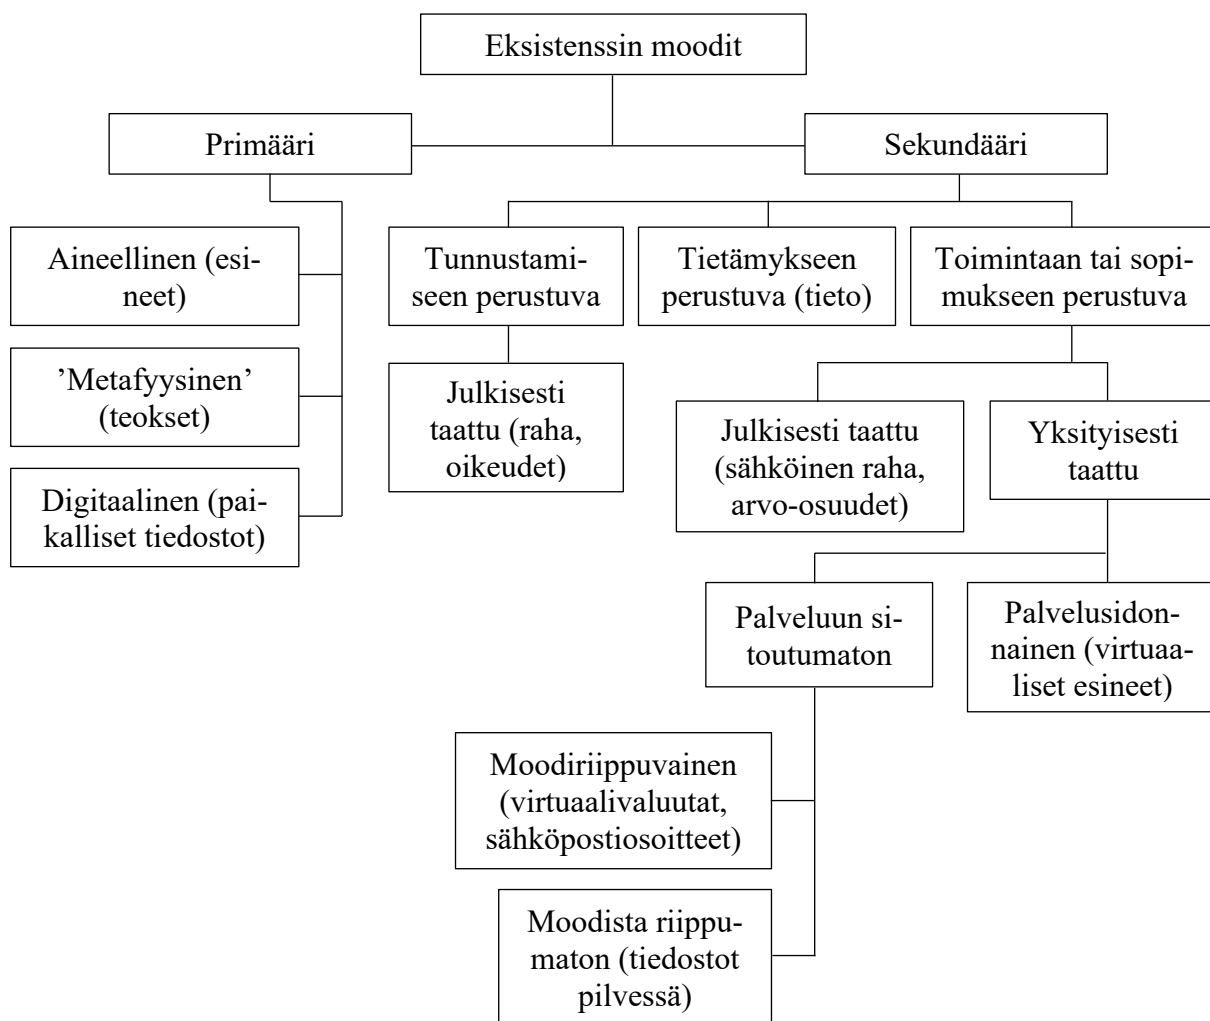 Eksistenssin moodit
Primääri
Sekundääri
Aineellinen (esi-
neet)
Tunnustami-
seen perustuva
Tietämykseen
perustuva (tieto)
Toimintaan tai sopi-
mukseen perustuva
’Metafyysinen’
(teokset)
Julkisesti
taattu (raha,
oikeudet)
Julkisesti taattu
(sähköinen raha,
arvo-osuudet)
Yksityisesti
taattu
Digitaalinen (pai-
kalliset tiedostot)
Palveluun si-
toutumaton
Palvelusidon-
nainen (virtuaa-
liset esineet)
Moodiriippuvainen
(virtuaalivaluutat,
sähköpostiosoitteet)
Moodista riippu-
maton (tiedostot
pilvessä)